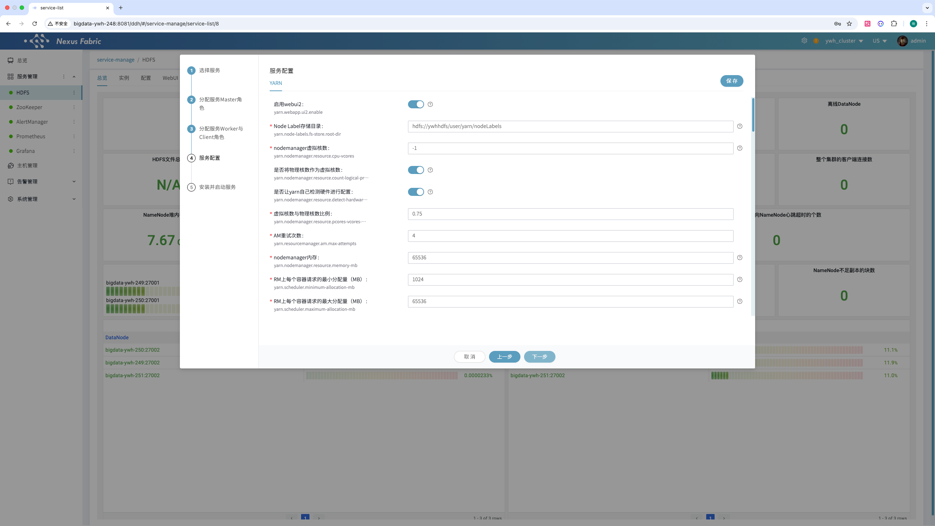 service-list
不安全
bigdata-ywh-248:8081/ddh/#/service-manage/service-list/8
Nexus Fabric
ywh_cluster
US
admin
总览
服务管理
HDFS
ZooKeeper
AlertManager
Prometheus
Grafana
主机管理
告警管理
系统管理
service-manage / HDFS
总览
实例
配置
WebUI
1 选择服务
2 分配服务Master角
色
3 分配服务Worker与
Client角色
4 服务配置
5 安装并启动服务
服务配置
YARN
保 存
* 启用webui2 :
yarn.webapp.ui2.enable
* Node Label存储目录 :
yarn.node-labels.fs-store.root-dir
hdfs://ywhhdfs/user/yarn/nodeLabels
* nodemanager虚拟核数 :
yarn.nodemanager.resource.cpu-vcores
-1
* 是否将物理核数作为虚拟核数 :
yarn.nodemanager.resource.count-logical-pr···
* 是否让yarn自己检测硬件进行配置 :
yarn.nodemanager.resource.detect-hardwar···
* 虚拟核数与物理核数比例 :
yarn.nodemanager.resource.pcores-vcores-···
0.75
* AM重试次数 :
yarn.resourcemanager.am.max-attempts
4
* nodemanager内存 :
yarn.nodemanager.resource.memory-mb
65536
* RM上每个容器请求的最小分配量（MB） :
yarn.scheduler.minimum-allocation-mb
1024
* RM上每个容器请求的最大分配量（MB） :
yarn.scheduler.maximum-allocation-mb
65536
取 消
上一步
下一步
离线DataNode
0
HDFS文件
N/A
整个集群的客户端连接数
0
NameNode堆内
7.67
NameNode心跳超时的个数
0
NameNode不足副本的块数
0
bigdata-ywh-249:27001
bigdata-ywh-250:27001
DataNode
bigdata-ywh-250:27002
11.1%
bigdata-ywh-249:27002
11.9%
bigdata-ywh-251:27002
0.0000233%
bigdata-ywh-251:27002
11.0%
1
1 - 3 of 3 rows
1
1 - 3 of 3 rows